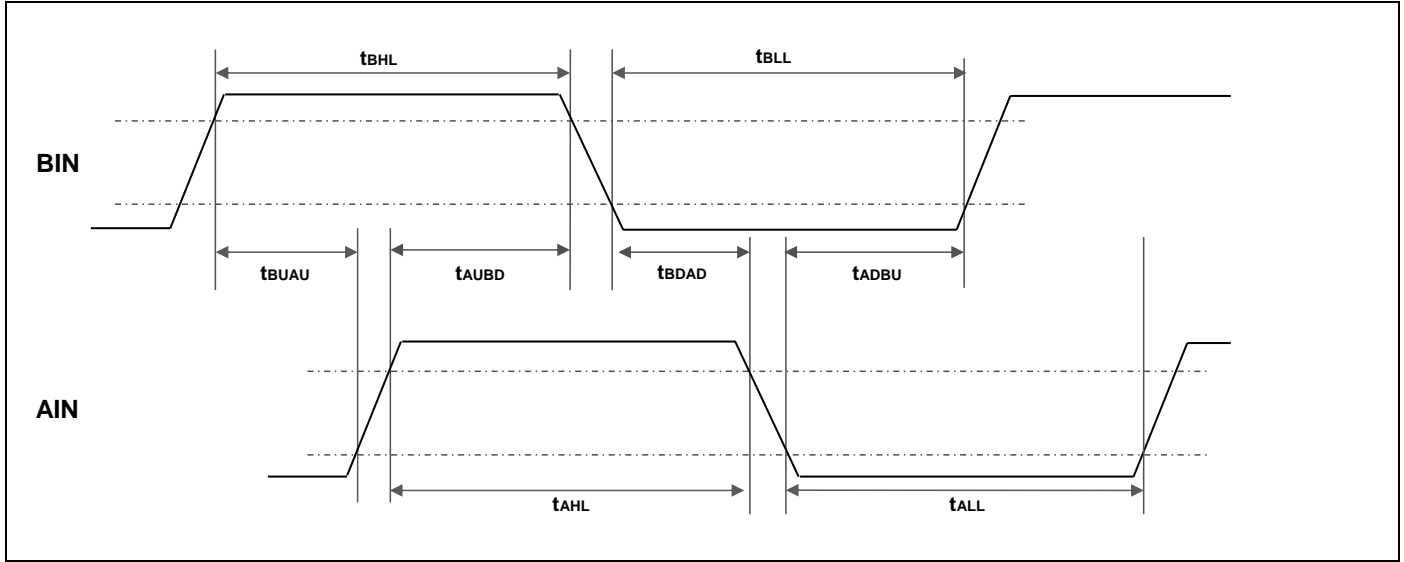 tBHL
tBLL
BIN
tBUAU
tAUBD
tBDAD
tADBU
AIN
tAHL
tALL